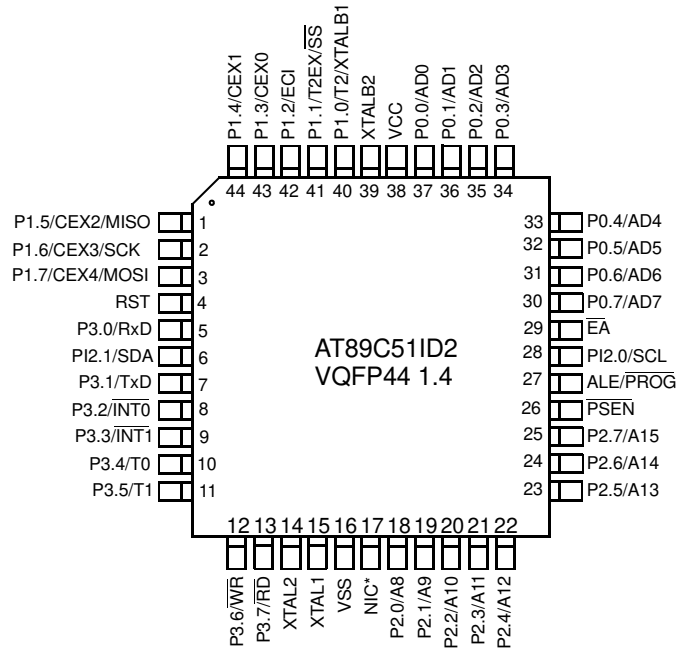 P1.4/CEX1
P1.3/CEX0
P1.2/ECI
P1.1/T2EX/S̅S̅
P1.0/T2/XTALB1
XTALB2
VCC
P0.0/AD0
P0.1/AD1
P0.2/AD2
P0.3/AD3
44 43 42 41 40 39 38 37 36 35 34
P1.5/CEX2/MISO 1
P1.6/CEX3/SCK 2
P1.7/CEX4/MOSI 3
RST 4
P3.0/RxD 5
PI2.1/SDA 6
P3.1/TxD 7
P3.2/I̅N̅T̅0̅ 8
P3.3/I̅N̅T̅1̅ 9
P3.4/T0 10
P3.5/T1 11
AT89C51ID2
VQFP44 1.4
33 P0.4/AD4
32 P0.5/AD5
31 P0.6/AD6
30 P0.7/AD7
29 E̅A̅
28 PI2.0/SCL
27 ALE/P̅R̅O̅G̅
26 P̅S̅E̅N̅
25 P2.7/A15
24 P2.6/A14
23 P2.5/A13
12 13 14 15 16 17 18 19 20 21 22
P3.6/W̅R̅
P3.7/R̅D̅
XTAL2
XTAL1
VSS
NIC*
P2.0/A8
P2.1/A9
P2.2/A10
P2.3/A11
P2.4/A12